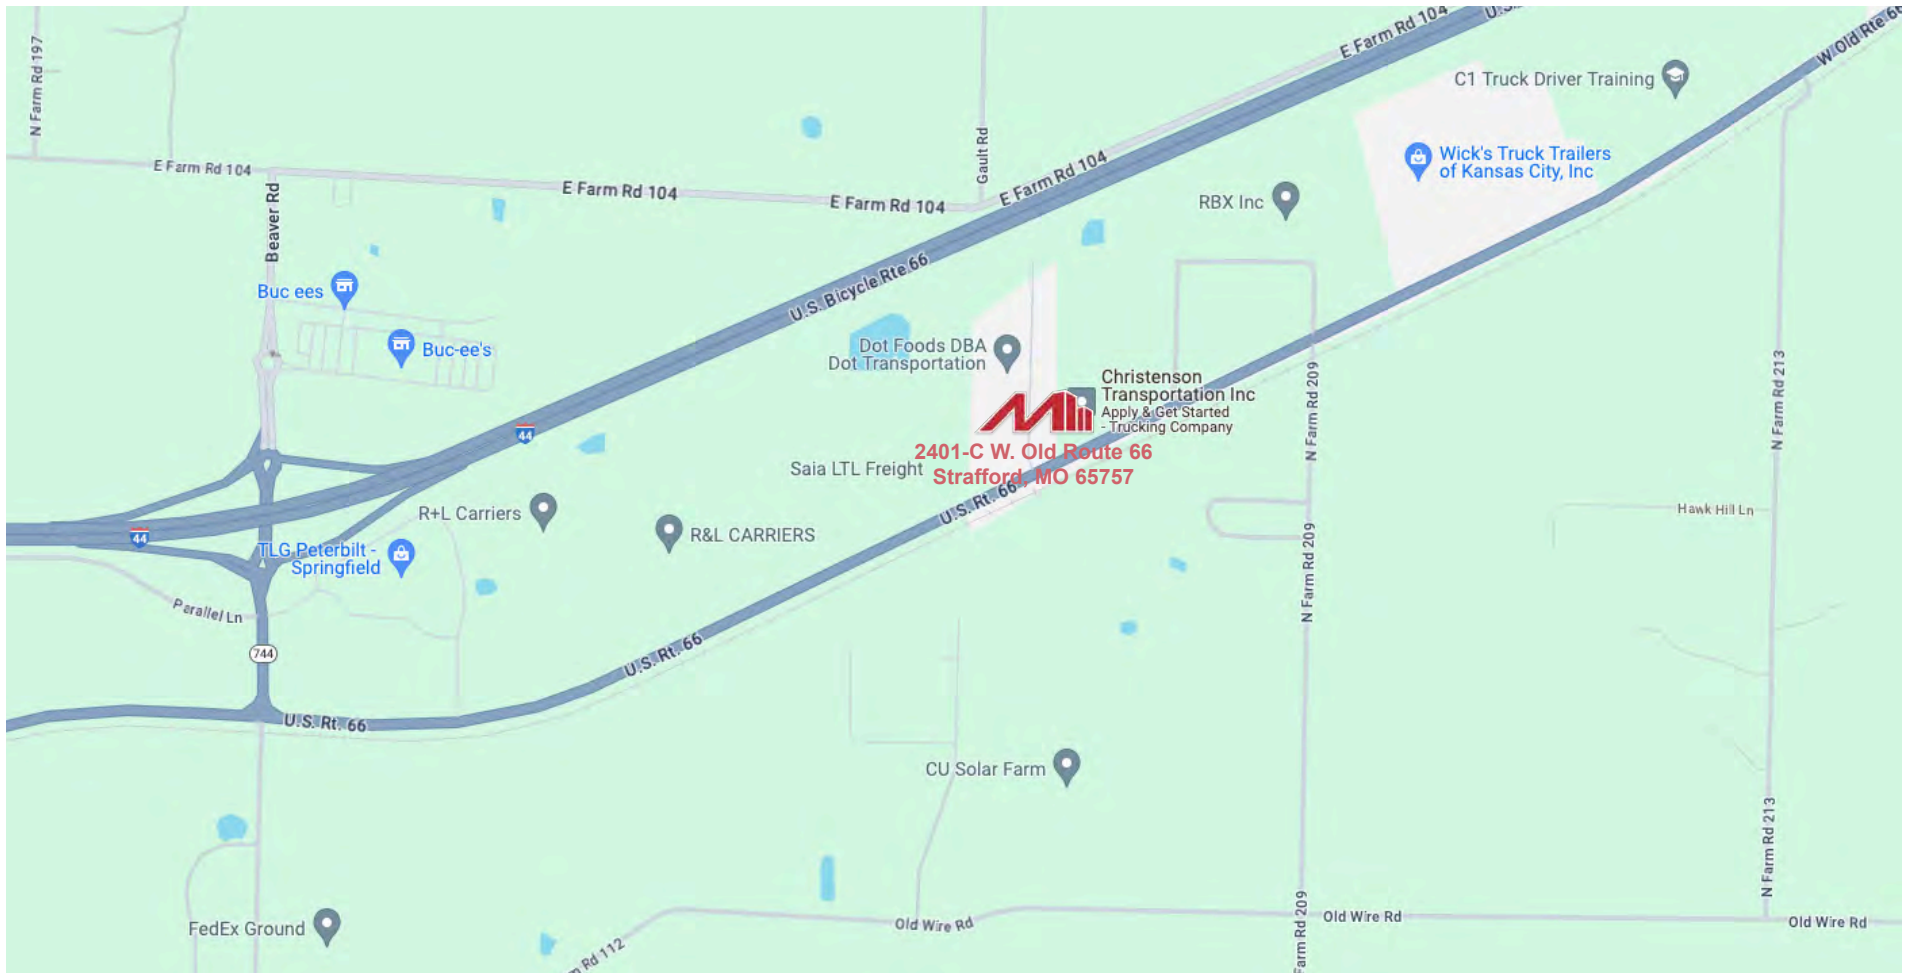 N Farm Rd 197
E Farm Rd 104
U.S.
W Old Rte 66
E Farm Rd 104
C1 Truck Driver Training
Gault Rd
Wick's Truck Trailers
of Kansas City, Inc
E Farm Rd 104
E Farm Rd 104
E Farm Rd 104
E Farm Rd 104
Beaver Rd
RBX Inc
U.S. Bicycle Rte 66
Buc ees
Buc-ee's
Dot Foods DBA
Dot Transportation
Christenson
Transportation Inc
Apply & Get Started
- Trucking Company
N Farm Rd 209
N Farm Rd 213
44
2401-C W. Old Route 66
Strafford, MO 65757
Saia LTL Freight
U.S. Rt. 66
R+L Carriers
R&L CARRIERS
Hawk Hill Ln
44
TLG Peterbilt -
Springfield
N Farm Rd 209
Parallel Ln
744
U.S. Rt. 66
U.S. Rt. 66
CU Solar Farm
N Farm Rd 213
FedEx Ground
Old Wire Rd
Farm Rd 209
Old Wire Rd
Old Wire Rd
Rd 112